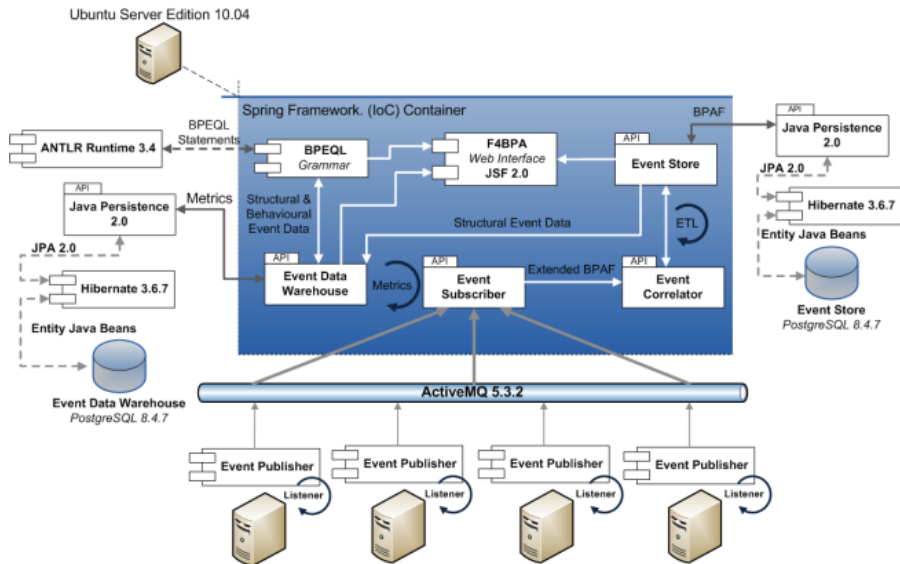 Ubuntu Server Edition 10.04
Spring Framework. (IoC) Container
BPEQL
Statements
ANTLR Runtime 3.4
BPEQL
Grammar
F4BPA
Web Interface
JSF 2.0
API
Event Store
BPAF
API
Java Persistence
2.0
JPA 2.0
Hibernate 3.6.7
Entity Java Beans
Event Store
PostgreSQL 8.4.7
API
Java Persistence
2.0
Metrics
JPA 2.0
Hibernate 3.6.7
Entity Java Beans
Event Data Warehouse
PostgreSQL 8.4.7
Structural &
Behavioural
Event Data
Structural Event Data
ETL
API
Event Data
Warehouse
Metrics
API
Event
Subscriber
Extended BPAF
API
Event
Correlator
ActiveMQ 5.3.2
Event Publisher
Listener
Event Publisher
Listener
Event Publisher
Listener
Event Publisher
Listener